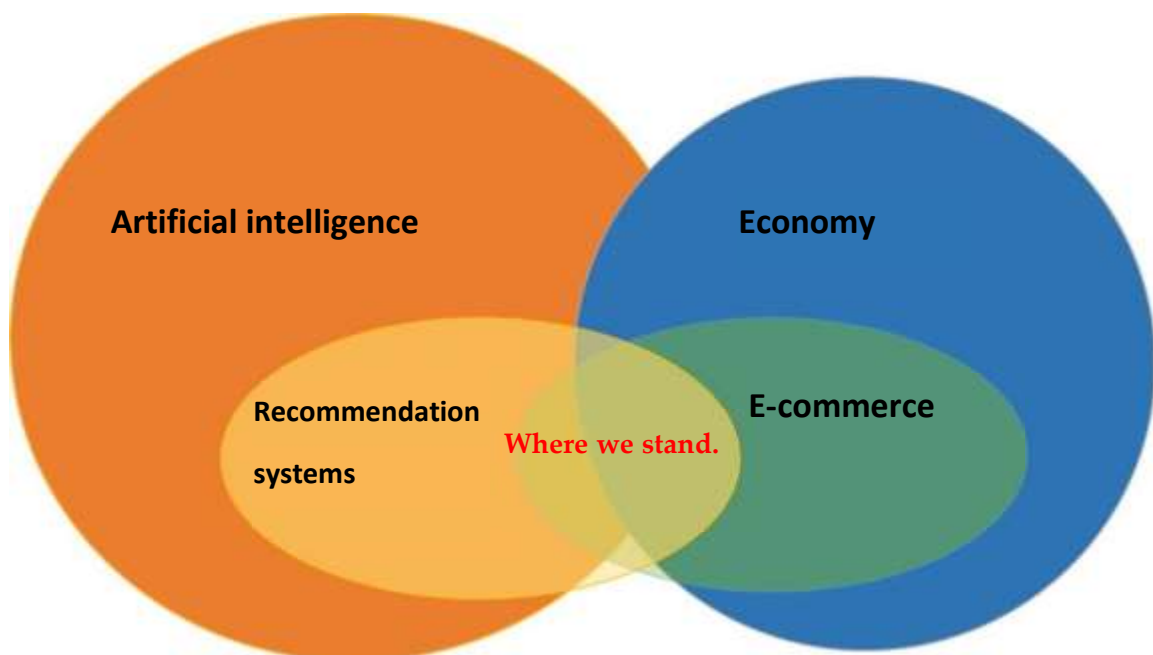 Artificial intelligence
Economy
Recommendation
systems
E-commerce
Where we stand.